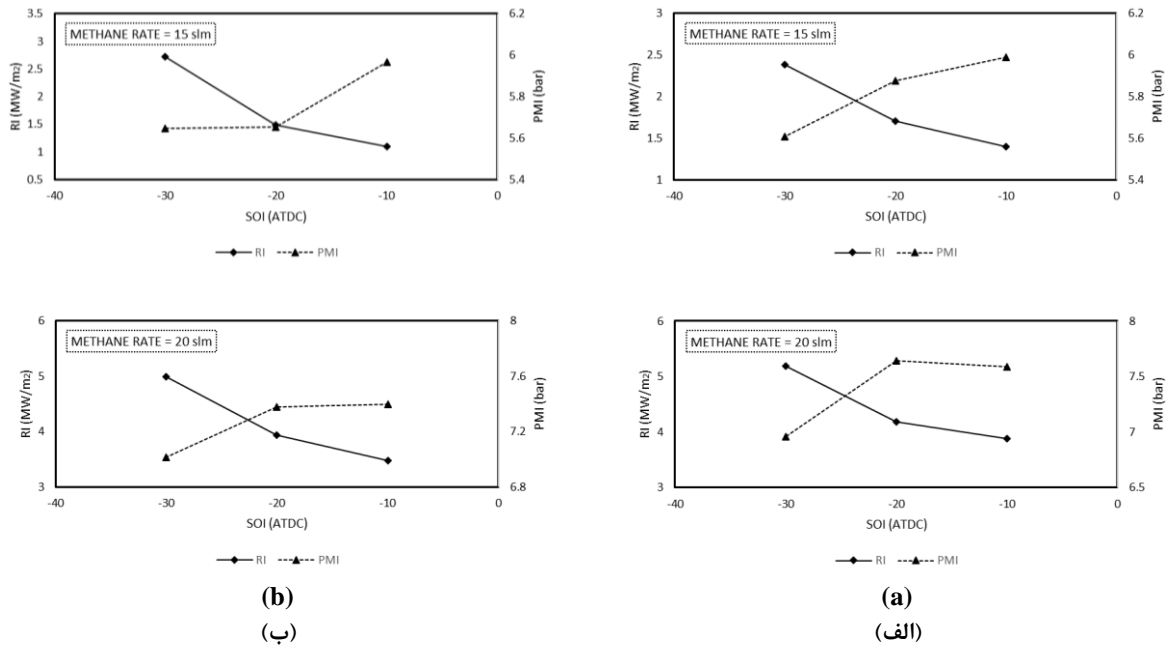 METHANE RATE = 15 slm
RI (MW/m2)
3.5
3
2.5
2
1.5
1
0.5
PMI (bar)
6.2
6
5.8
5.6
5.4
-40 -30 -20 -10 0
SOI (ATDC)
RI PMI
METHANE RATE = 15 slm
RI (MW/m2)
3
2.5
2
1.5
1
PMI (bar)
6.2
6
5.8
5.6
5.4
-40 -30 -20 -10 0
SOI (ATDC)
RI PMI
METHANE RATE = 20 slm
RI (MW/m2)
6
5
4
3
PMI (bar)
8
7.6
7.2
6.8
-40 -30 -20 -10 0
SOI (ATDC)
RI PMI
METHANE RATE = 20 slm
RI (MW/m2)
6
5
4
3
PMI (bar)
8
7.5
7
6.5
-40 -30 -20 -10 0
SOI (ATDC)
RI PMI
(b)
(ب)
(a)
(الف)